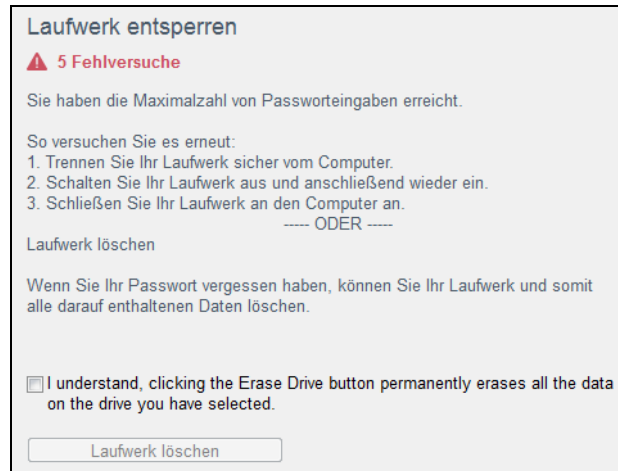 Laufwerk entsperren
5 Fehlversuche
Sie haben die Maximalzahl von Passworteingaben erreicht.
So versuchen Sie es erneut:
1. Trennen Sie Ihr Laufwerk sicher vom Computer.
2. Schalten Sie Ihr Laufwerk aus und anschließend wieder ein.
3. Schließen Sie Ihr Laufwerk an den Computer an.
----- ODER -----
Laufwerk löschen
Wenn Sie Ihr Passwort vergessen haben, können Sie Ihr Laufwerk und somit
alle darauf enthaltenen Daten löschen.
I understand, clicking the Erase Drive button permanently erases all the data
on the drive you have selected.
Laufwerk löschen